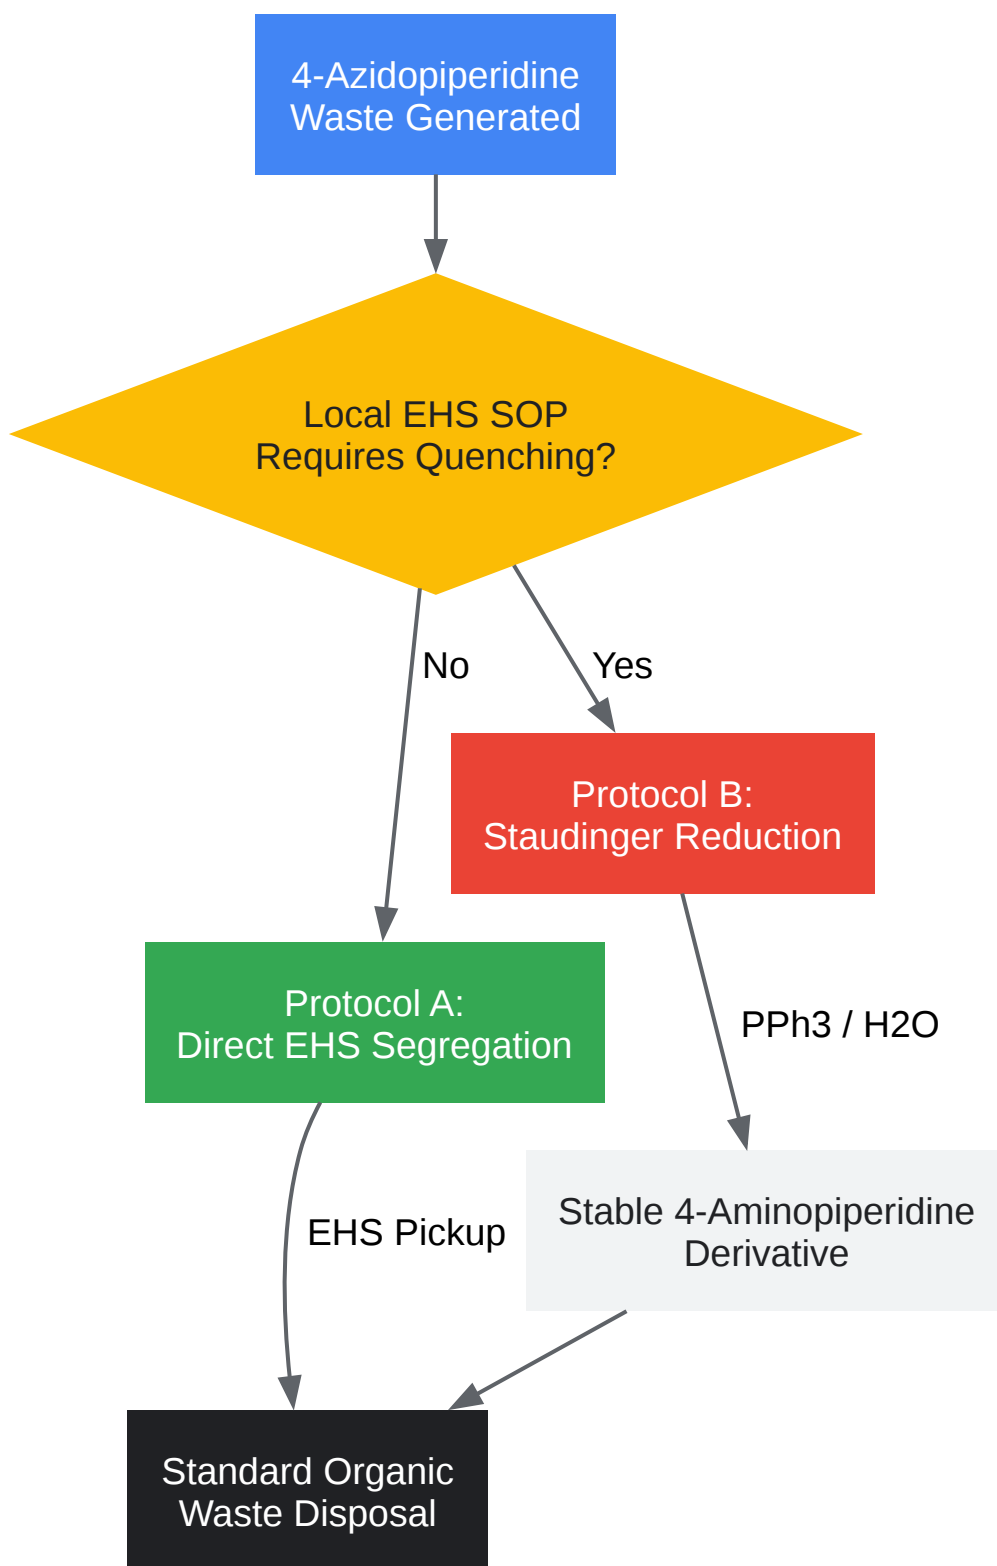 4-Azidopiperidine
Waste Generated
Local EHS SOP
Requires Quenching?
No
Yes
Protocol B:
Staudinger Reduction
Protocol A:
Direct EHS Segregation
PPh3 / H2O
Stable 4-Aminopiperidine
Derivative
EHS Pickup
Standard Organic
Waste Disposal